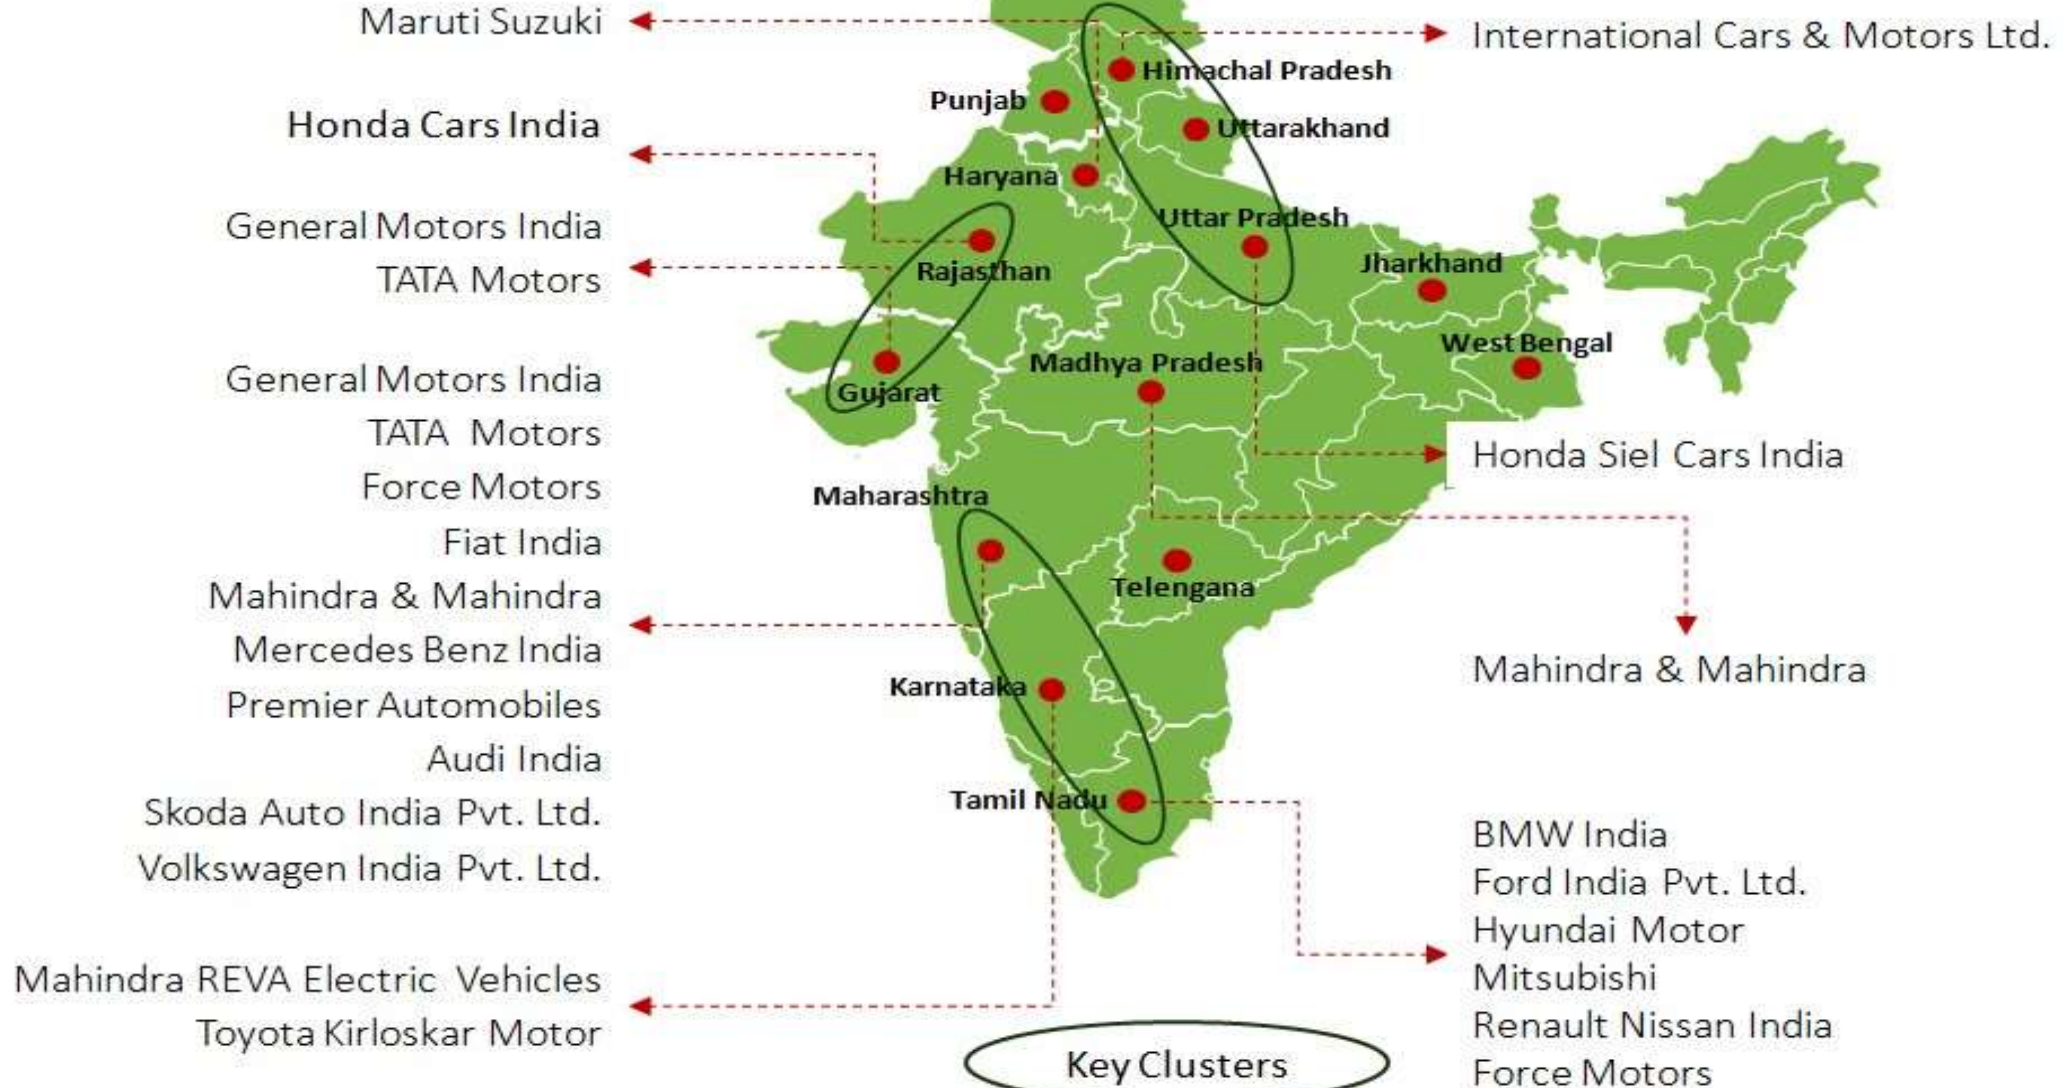 Maruti Suzuki
Honda Cars India
General Motors India
TATA Motors
General Motors India
TATA Motors
Force Motors
Fiat India
Mahindra & Mahindra
Mercedes Benz India
Premier Automobiles
Audi India
Skoda Auto India Pvt. Ltd.
Volkswagen India Pvt. Ltd.
Mahindra REVA Electric Vehicles
Toyota Kirloskar Motor
Himachal Pradesh
Punjab
Uttarakhand
Haryana
Uttar Pradesh
Rajasthan
Jharkhand
West Bengal
Madhya Pradesh
Gujarat
Maharashtra
Telengana
Karnataka
Tamil Nadu
Key Clusters
International Cars & Motors Ltd.
Honda Siel Cars India
Mahindra & Mahindra
BMW India
Ford India Pvt. Ltd.
Hyundai Motor
Mitsubishi
Renault Nissan India
Force Motors